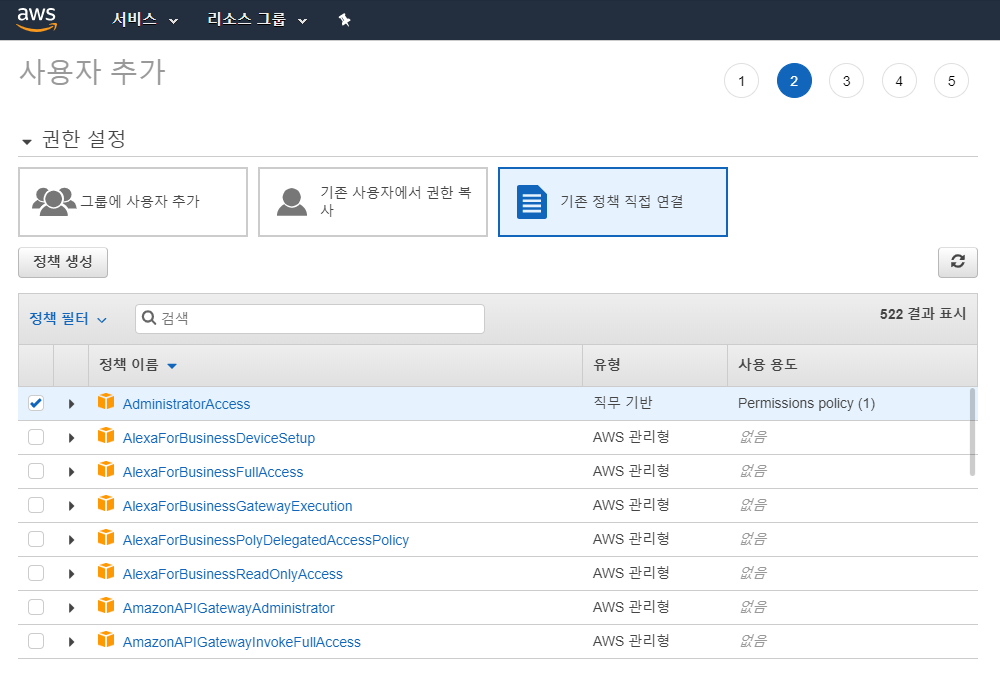 aws 서비스 리소스 그룹
사용자 추가
1 2 3 4 5
권한 설정
그룹에 사용자 추가
기존 사용자에서 권한 복
사
기존 정책 직접 연결
정책 생성
정책 필터 검색 522 결과 표시
정책 이름 유형 사용 용도
AdministratorAccess 직무 기반 Permissions policy (1)
AlexaForBusinessDeviceSetup AWS 관리형 없음
AlexaForBusinessFullAccess AWS 관리형 없음
AlexaForBusinessGatewayExecution AWS 관리형 없음
AlexaForBusinessPolyDelegatedAccessPolicy AWS 관리형 없음
AlexaForBusinessReadOnlyAccess AWS 관리형 없음
AmazonAPIGatewayAdministrator AWS 관리형 없음
AmazonAPIGatewayInvokeFullAccess AWS 관리형 없음